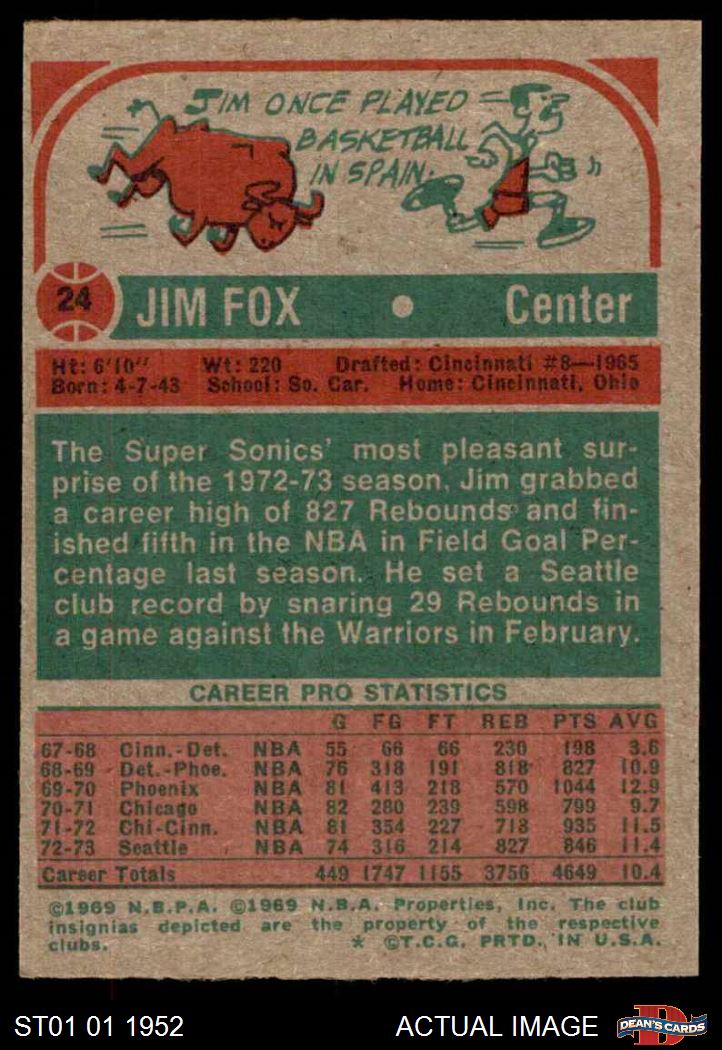 JIM ONCE PLAYED
BASKETBALL
IN SPAIN.
24 JIM FOX • Center
Ht: 6'10" Wt: 220 Drafted: Cincinnati #8—1965
Born: 4-7-43 School: So. Car. Home: Cincinnati, Ohio
The Super Sonics' most pleasant sur-
prise of the 1972-73 season, Jim grabbed
a career high of 827 Rebounds and fin-
ished fifth in the NBA in Field Goal Per-
centage last season. He set a Seattle
club record by snaring 29 Rebounds in
a game against the Warriors in February.
CAREER PRO STATISTICS
G FG FT REB PTS AVG
67-68 Cinn.-Det. NBA 55 66 66 230 198 3.6
68-69 Det.-Phoe. NBA 76 318 191 818 827 10.9
69-70 Phoenix NBA 81 413 218 570 1044 12.9
70-71 Chicago NBA 82 280 239 598 799 9.7
71-72 Chi-Cinn. NBA 81 354 227 713 935 11.5
72-73 Seattle NBA 74 316 214 827 846 11.4
Career Totals 449 1747 1155 3756 4649 10.4
©1969 N.B.P.A. ©1969 N.B.A. Properties, Inc. The club
insignias depicted are the property of the respective
clubs. * ©T.C.G. PRTD. IN U.S.A.
ST01 01 1952 ACTUAL IMAGE D DEAN'S CARDS